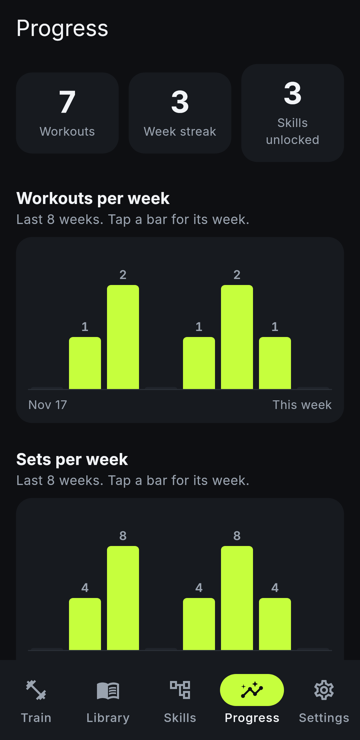 Progress
7
Workouts
3
Week streak
3
Skills
unlocked
Workouts per week
Last 8 weeks. Tap a bar for its week.
1
2
1
2
1
Nov 17
This week
Sets per week
Last 8 weeks. Tap a bar for its week.
4
8
4
8
4
Train
Library
Skills
Progress
Settings